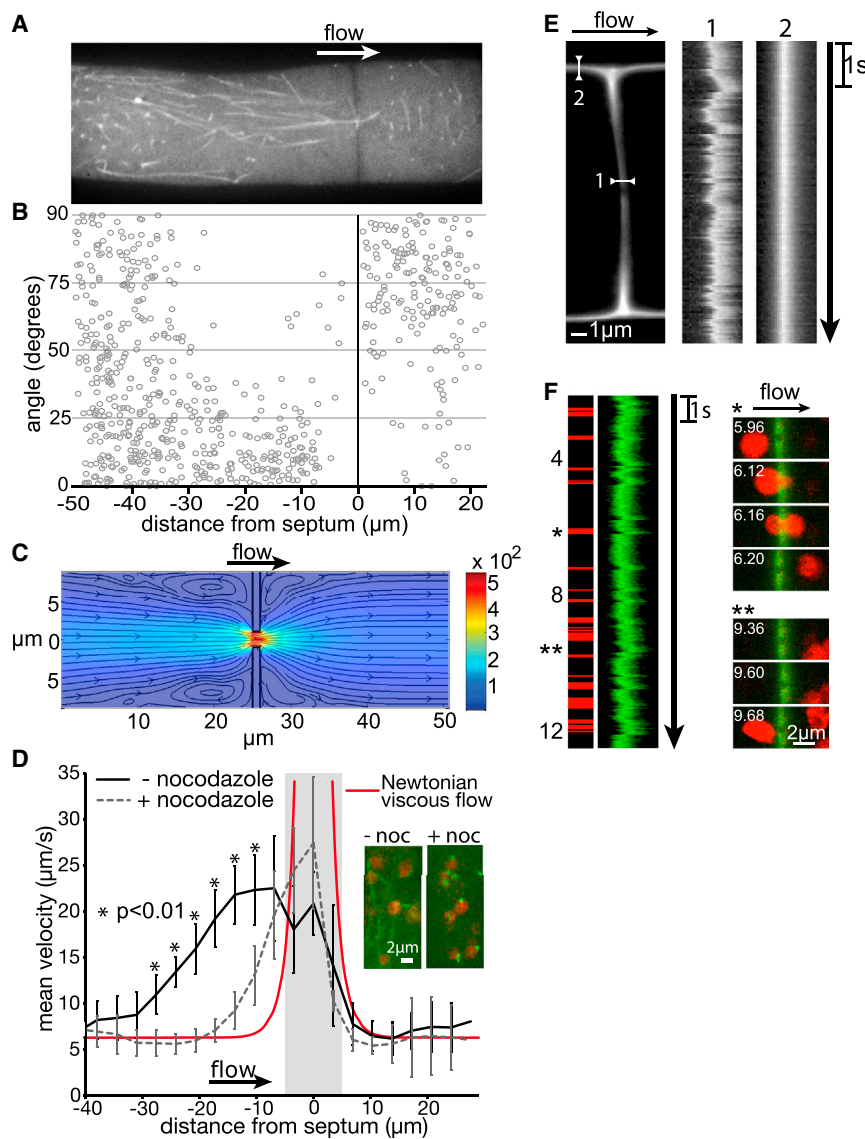 A
flow
B
90
75
50
25
0
angle (degrees)
-50 -40 -30 -20 -10 0 10 20
distance from septum (µm)
C
flow
x 10²
5
4
3
2
1
5
µm 0
5
10 20 30 40 50
µm
D
35
30
25
20
15
10
5
0
mean velocity (µm/s)
- nocodazole
+ nocodazole
Newtonian
viscous flow
* p<0.01
* * * * * *
- noc + noc
2µm
flow
-40 -30 -20 -10 0 10 20
distance from septum (µm)
E
flow
1 2
1s
2
1
1µm
F
1s
4
*
8
**
12
* flow
5.96
6.12
6.16
6.20
**
9.36
9.60
9.68
2µm